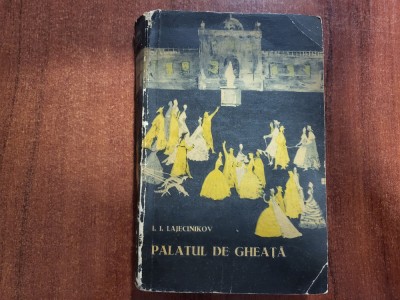 I. I. LAJECINIKOV
PALATUL DE GHEAȚĂ